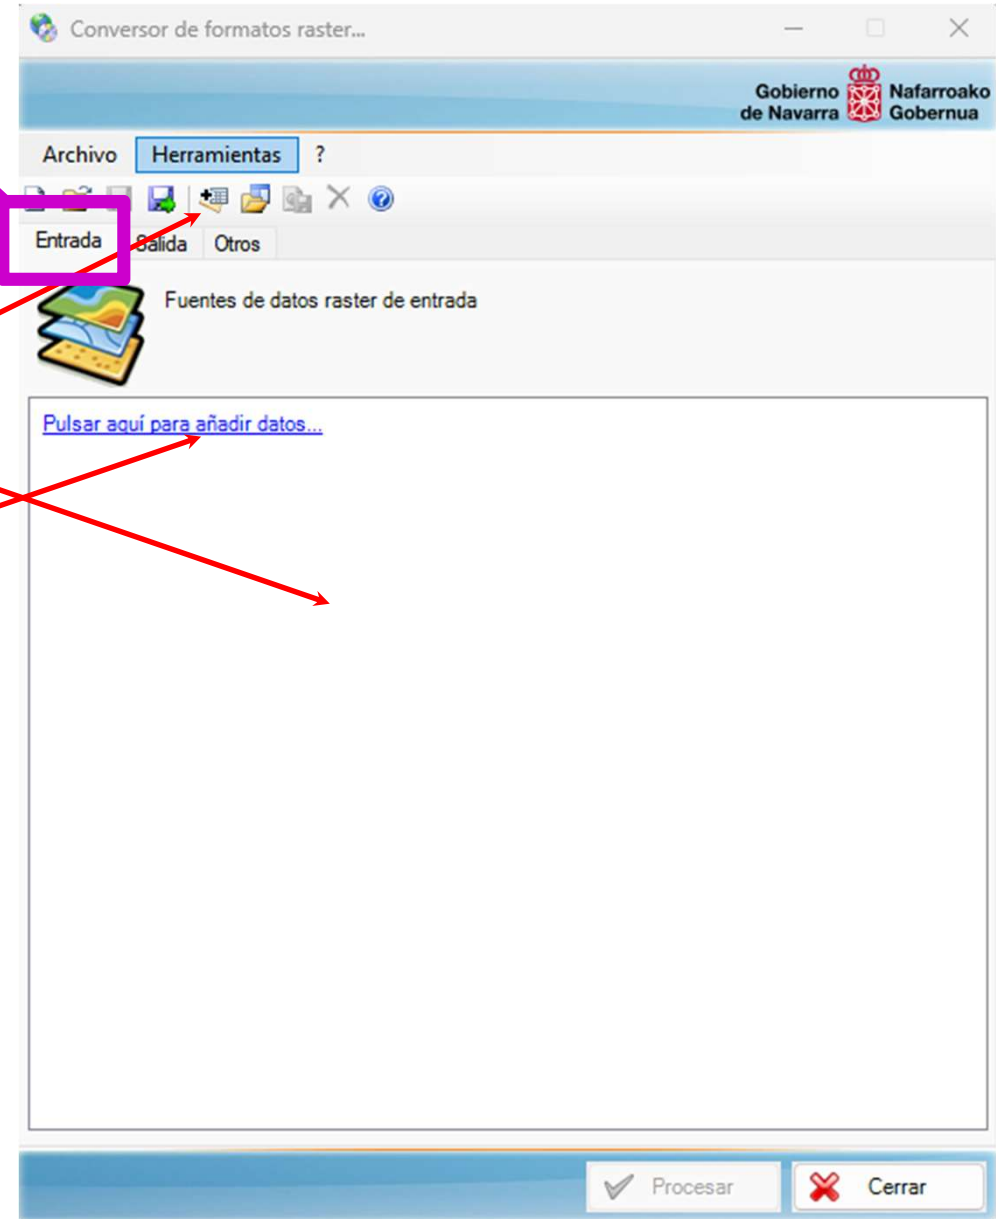 Conversor de formatos raster...
Gobierno de Navarra Nafarroako Gobernua
Archivo Herramientas ?
Entrada Salida Otros
Fuentes de datos raster de entrada
Pulsar aquí para añadir datos...
Procesar Cerrar